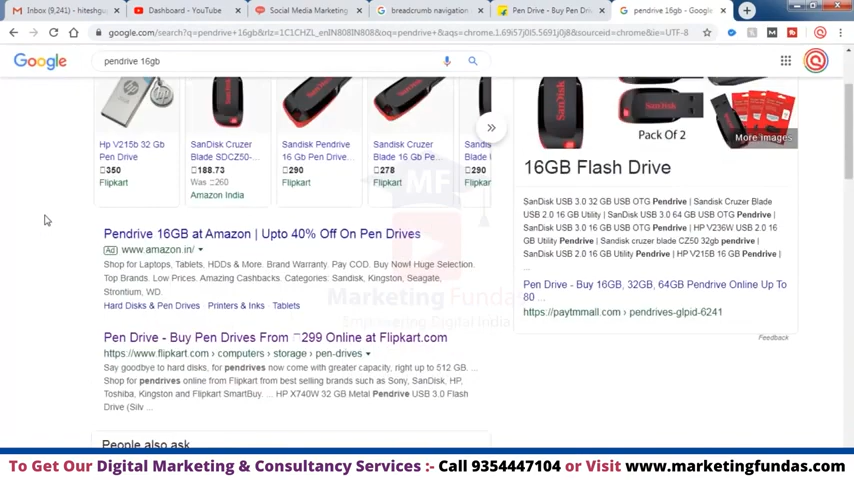 Inbox (9,241) - hiteshgu
Dashboard - YouTube
Social Media Marketing
breadcrumb navigation
Pen Drive - Buy Pen Driv
pendrive 16gb - Google
google.com/search?q=pendrive+16gb&rlz=1C1CHZL_enIN808IN808&oq=pendrive+&aqs=chrome.1.69i57j0l5.5691j0j8&sourceid=chrome&ie=UTF-8
Google
pendrive 16gb
Hp V215b 32 Gb
Pen Drive
350
Flipkart
SanDisk Cruzer
Blade SDCZ50-...
188.73
Was 260
Amazon India
Sandisk Pendrive
16 Gb Pen Drive...
290
Flipkart
SanDisk Cruzer
Blade 16 Gb Pe...
278
Flipkart
Sandis
Gb Pe
290
Flipkar
SanDisk
Pack Of 2
More images
16GB Flash Drive
SanDisk USB 3.0 32 GB USB OTG Pendrive | Sandisk Cruzer Blade
USB 2.0 16 GB Utility | SanDisk USB 3.0 64 GB USB OTG Pendrive |
SanDisk USB 3.0 16 GB USB OTG Pendrive | HP V236W USB 2.0 16
GB Utility Pendrive | Sandisk cruzer blade CZ50 32gb pendrive |
SanDisk USB 2.0 16 GB Utility Pendrive | HP V215B 16 GB Pendrive |
...
Pen Drive - Buy 16GB, 32GB, 64GB Pendrive Online Up To
80 ...
https://paytmmall.com › pendrives-glpid-6241
Feedback
Pendrive 16GB at Amazon | Upto 40% Off On Pen Drives
Ad www.amazon.in/
Shop for Laptops, Tablets, HDDs & More. Brand Warranty. Pay COD. Buy Now! Huge Selection.
Top Brands. Low Prices. Amazing Cashbacks. Categories: Sandisk, Kingston, Seagate,
Strontium, WD.
Hard Disks & Pen Drives Printers & Inks Tablets
Pen Drive - Buy Pen Drives From 299 Online at Flipkart.com
https://www.flipkart.com › computers › storage › pen-drives
Say goodbye to hard disks, for pendrives now come with greater capacity, right up to 512 GB. ...
Shop for pendrives online from Flipkart from best selling brands such as Sony, SanDisk, HP,
Toshiba, Kingston and Flipkart SmartBuy. ... HP X740W 32 GB Metal Pendrive USB 3.0 Flash
Drive (Silv ...
People also ask
MF
Marketing Fundas
Empowering Digital India
To Get Our Digital Marketing & Consultancy Services :- Call 9354447104 or Visit www.marketingfundas.com